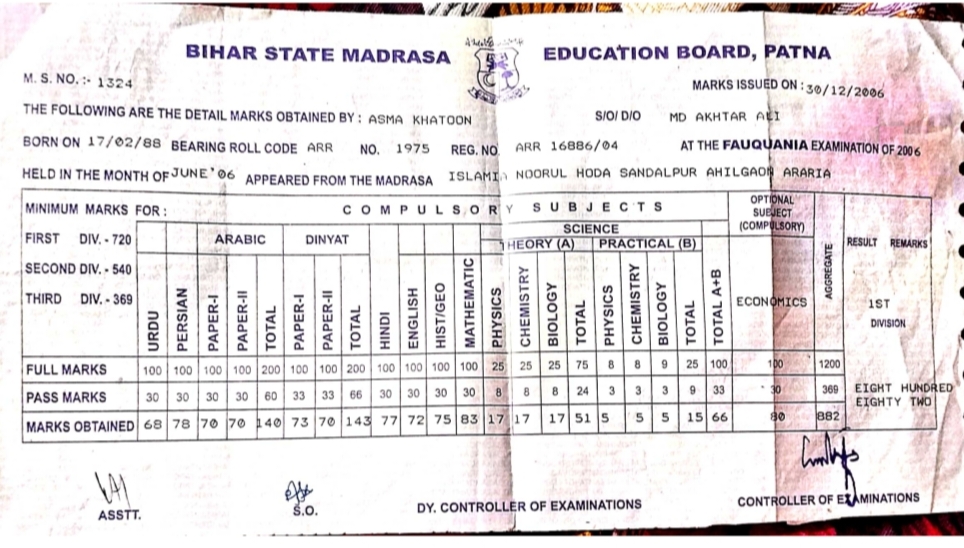 BIHAR STATE MADRASA EDUCATION BOARD, PATNA
M. S. NO. :- 1324
MARKS ISSUED ON : 30/12/2006
THE FOLLOWING ARE THE DETAIL MARKS OBTAINED BY : ASMA KHATOON S/O/ D/O MD AKHTAR ALI
BORN ON 17/02/88 BEARING ROLL CODE ARR NO. 1975 REG. NO. ARR 16886/04 AT THE FAUQUANIA EXAMINATION OF 2006
HELD IN THE MONTH OF JUNE'06 APPEARED FROM THE MADRASA ISLAMIA NOORUL HODA SANDALPUR AHILGAON ARARIA
MINIMUM MARKS FOR : COMPULSORY SUBJECTS OPTIONAL SUBJECT (COMPULSORY) AGGREGATE RESULT REMARKS
FIRST DIV. - 720 ARABIC DINYAT SCIENCE
SECOND DIV. - 540 THEORY (A) PRACTICAL (B)
THIRD DIV. - 369 URDU PERSIAN PAPER-I PAPER-II TOTAL PAPER-I PAPER-II TOTAL HINDI ENGLISH HIST/GEO MATHEMATIC PHYSICS CHEMISTRY BIOLOGY TOTAL PHYSICS CHEMISTRY BIOLOGY TOTAL TOTAL A+B ECONOMICS 1ST DIVISION
FULL MARKS 100 100 100 100 200 100 100 200 100 100 100 100 25 25 25 75 8 8 9 25 100 100 1200
PASS MARKS 30 30 30 30 60 33 33 66 30 30 30 30 8 8 8 24 3 3 3 9 33 30 369 EIGHT HUNDRED EIGHTY TWO
MARKS OBTAINED 68 78 70 70 140 73 70 143 77 72 75 83 17 17 17 51 5 5 5 15 66 80 882
ASSTT. S.O. DY. CONTROLLER OF EXAMINATIONS CONTROLLER OF EXAMINATIONS